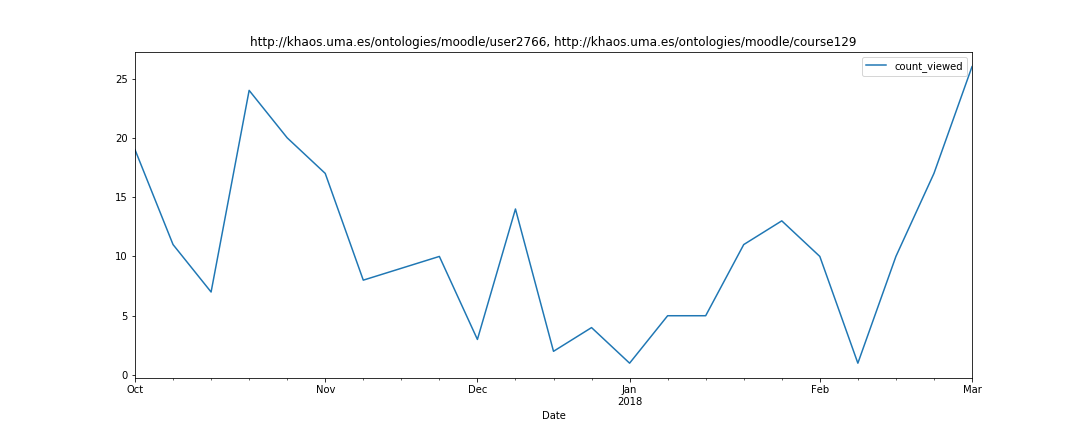 http://khaos.uma.es/ontologies/moodle/user2766, http://khaos.uma.es/ontologies/moodle/course129
count_viewed
25
20
15
10
5
0
Oct Nov Dec Jan Feb Mar
2018
Date